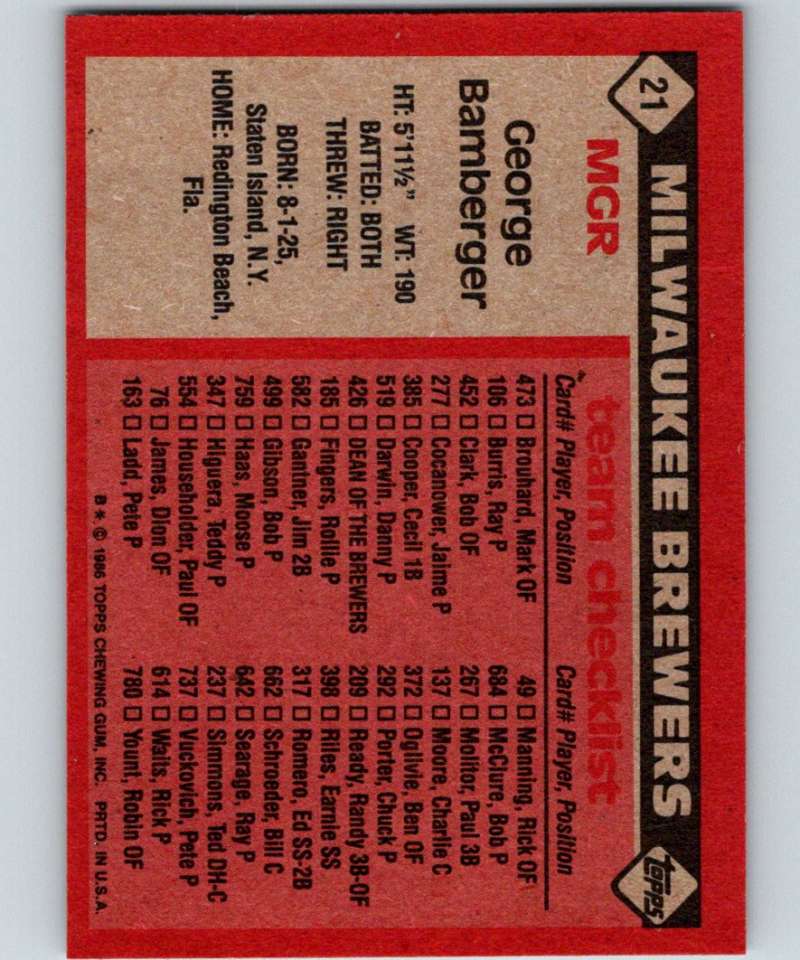 21
MILWAUKEE BREWERS
topps
MGR
George
Bamberger
HT: 5'11½" WT: 190
BATTED: BOTH
THREW: RIGHT
BORN: 8-1-25,
Staten Island, N.Y.
HOME: Redington Beach,
Fla.
team checklist
Card# Player, Position
473 □ Brouhard, Mark OF
106 □ Burris, Ray P
452 □ Clark, Bob OF
277 □ Cocanower, Jaime P
385 □ Cooper, Cecil 1B
519 □ Darwin, Danny P
426 □ DEAN OF THE BREWERS
185 □ Fingers, Rollie P
582 □ Gantner, Jim 2B
499 □ Gibson, Bob P
759 □ Haas, Moose P
347 □ Higuera, Teddy P
554 □ Householder, Paul OF
76 □ James, Dion OF
163 □ Ladd, Pete P
Card# Player, Position
49 □ Manning, Rick OF
684 □ McClure, Bob P
267 □ Molitor, Paul 3B
137 □ Moore, Charlie C
372 □ Oglivie, Ben OF
292 □ Porter, Chuck P
209 □ Ready, Randy 3B-OF
398 □ Riles, Earnie SS
317 □ Romero, Ed SS-2B
662 □ Schroeder, Bill C
642 □ Searage, Ray P
237 □ Simmons, Ted DH-C
737 □ Vuckovich, Pete P
614 □ Waits, Rick P
780 □ Yount, Robin OF
B*. © 1986 TOPPS CHEWING GUM, INC. PRTD. IN U.S.A.